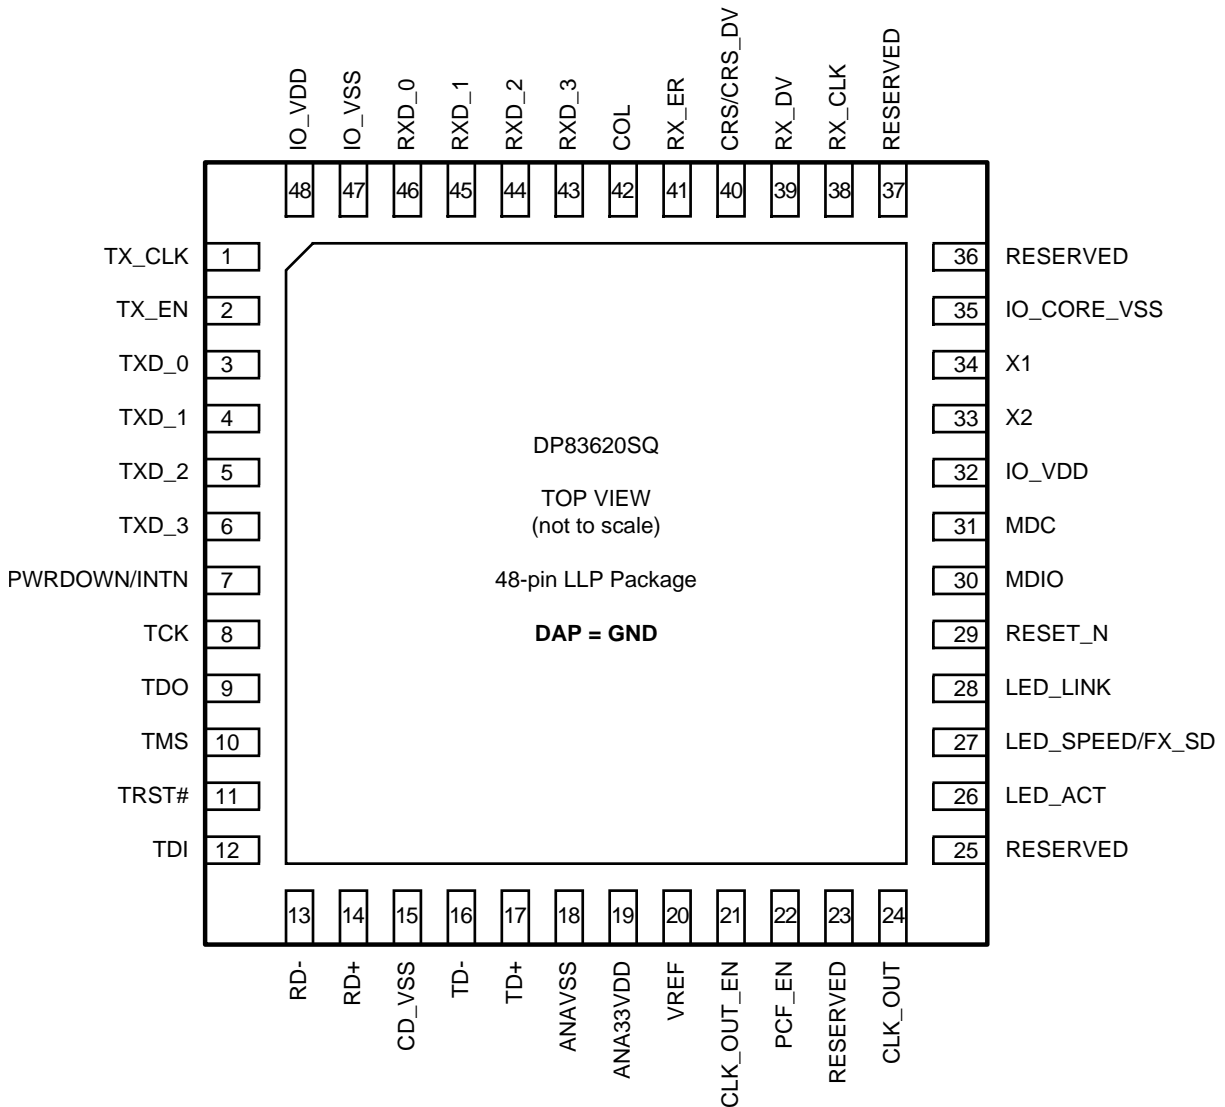 IO_VDD
IO_VSS
RXD_0
RXD_1
RXD_2
RXD_3
COL
RX_ER
CRS/CRS_DV
RX_DV
RX_CLK
RESERVED
48
47
46
45
44
43
42
41
40
39
38
37
TX_CLK 1
TX_EN 2
TXD_0 3
TXD_1 4
TXD_2 5
TXD_3 6
PWRDOWN/INTN 7
TCK 8
TDO 9
TMS 10
TRST# 11
TDI 12
DP83620SQ
TOP VIEW
(not to scale)
48-pin LLP Package
DAP = GND
36 RESERVED
35 IO_CORE_VSS
34 X1
33 X2
32 IO_VDD
31 MDC
30 MDIO
29 RESET_N
28 LED_LINK
27 LED_SPEED/FX_SD
26 LED_ACT
25 RESERVED
13
14
15
16
17
18
19
20
21
22
23
24
RD-
RD+
CD_VSS
TD-
TD+
ANAVSS
ANA33VDD
VREF
CLK_OUT_EN
PCF_EN
RESERVED
CLK_OUT